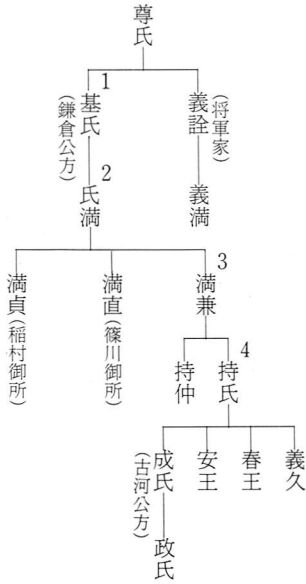 尊氏
義詮
(将軍家)
義満
1
基氏
(鎌倉公方)
2
氏満
3
満兼
満直(篠川御所)
満貞(稲村御所)
4
持氏
持仲
義久
春王
安王
成氏
(古河公方)
政氏